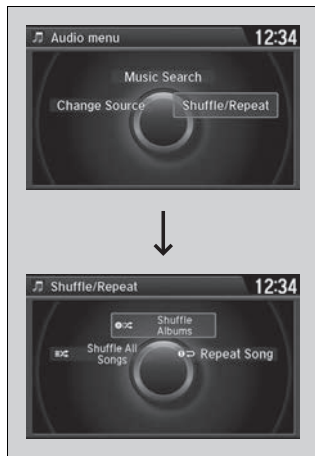 Audio menu 12:34
Music Search
Change Source Shuffle/Repeat
Shuffle/Repeat 12:34
Shuffle
Albums
Shuffle All
Songs
Repeat Song